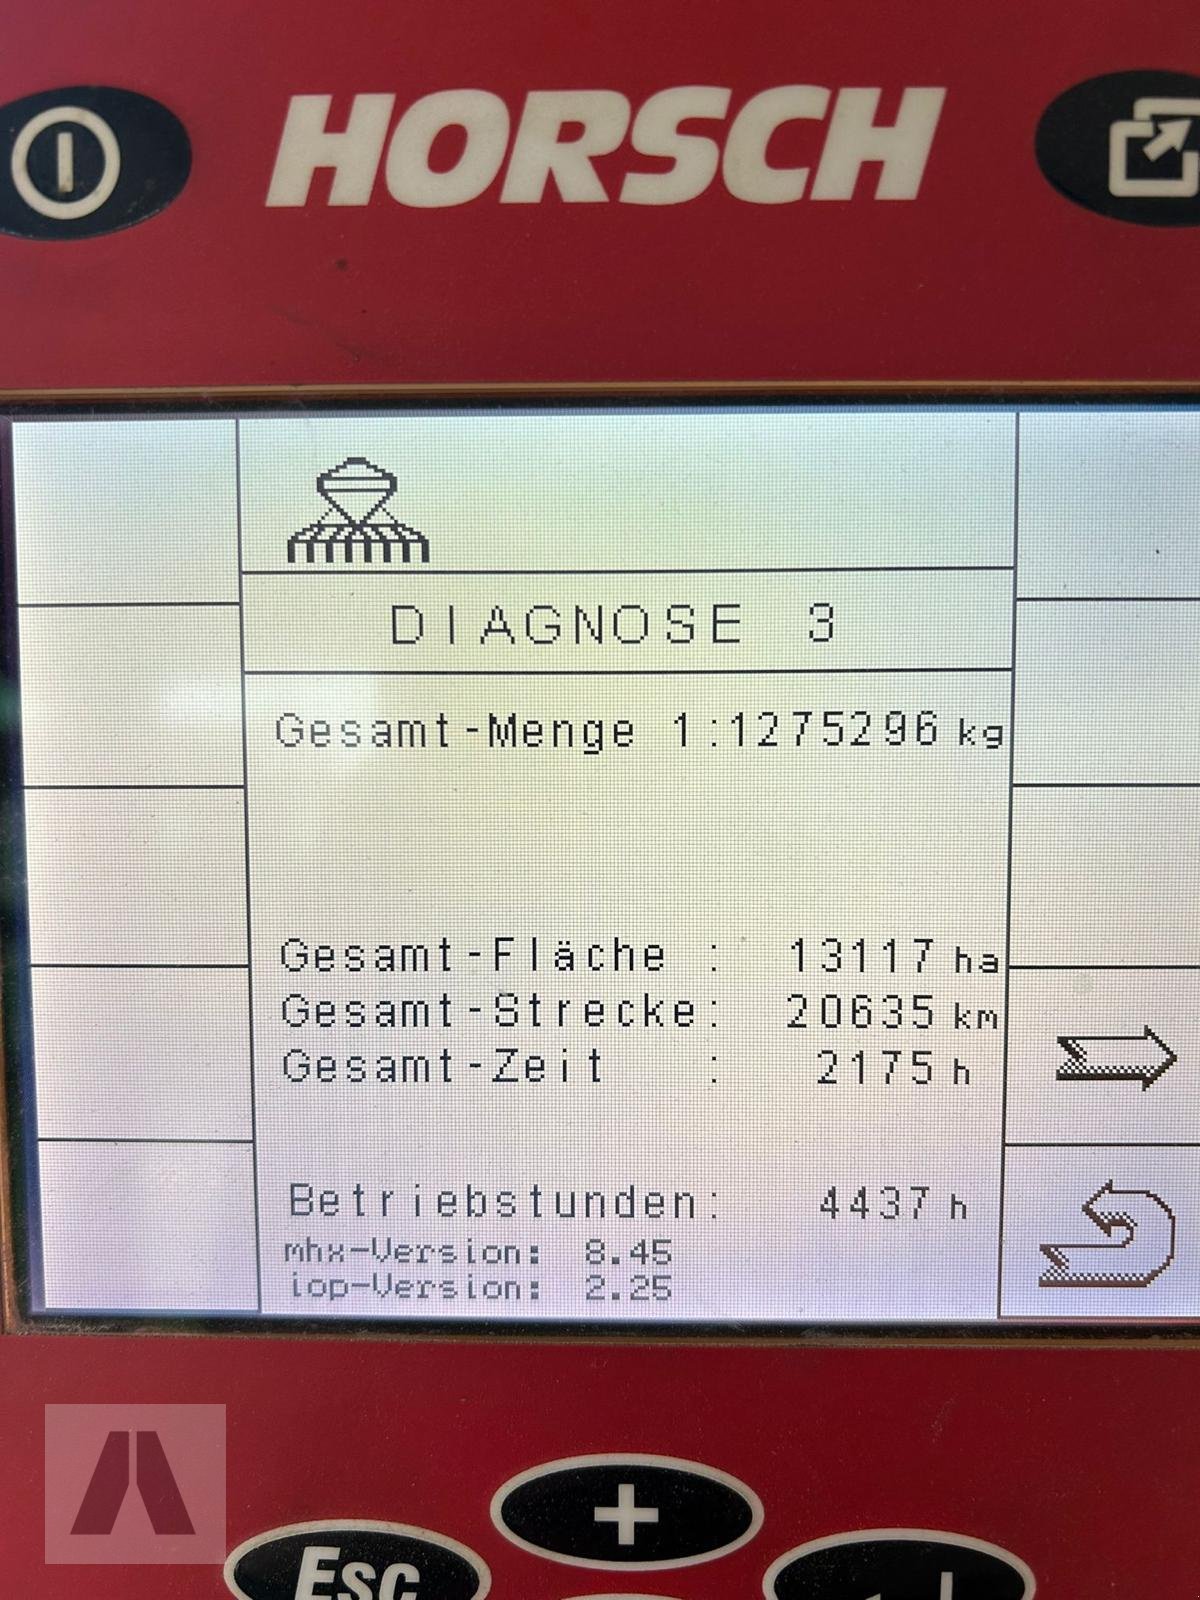 HORSCH
DIAGNOSE 3
Gesamt-Menge 1:1275296 kg
Gesamt-Fläche : 13117 ha
Gesamt-Strecke: 20635 km
Gesamt-Zeit : 2175 h
Betriebstunden: 4437 h
mhx-Version: 8.45
iop-Version: 2.25
+
Esc